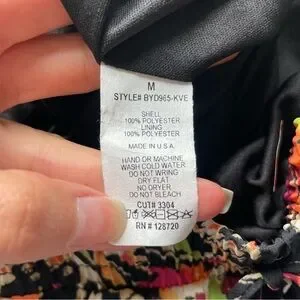 M
STYLE# BYD965-KVE
SHELL
100% POLYESTER
LINING
100% POLYESTER
MADE IN U.S.A.
HAND OR MACHINE
WASH COLD WATER
DO NOT WRING
DRY FLAT
NO DRYER
DO NOT BLEACH
CUT# 3304
RN # 128720